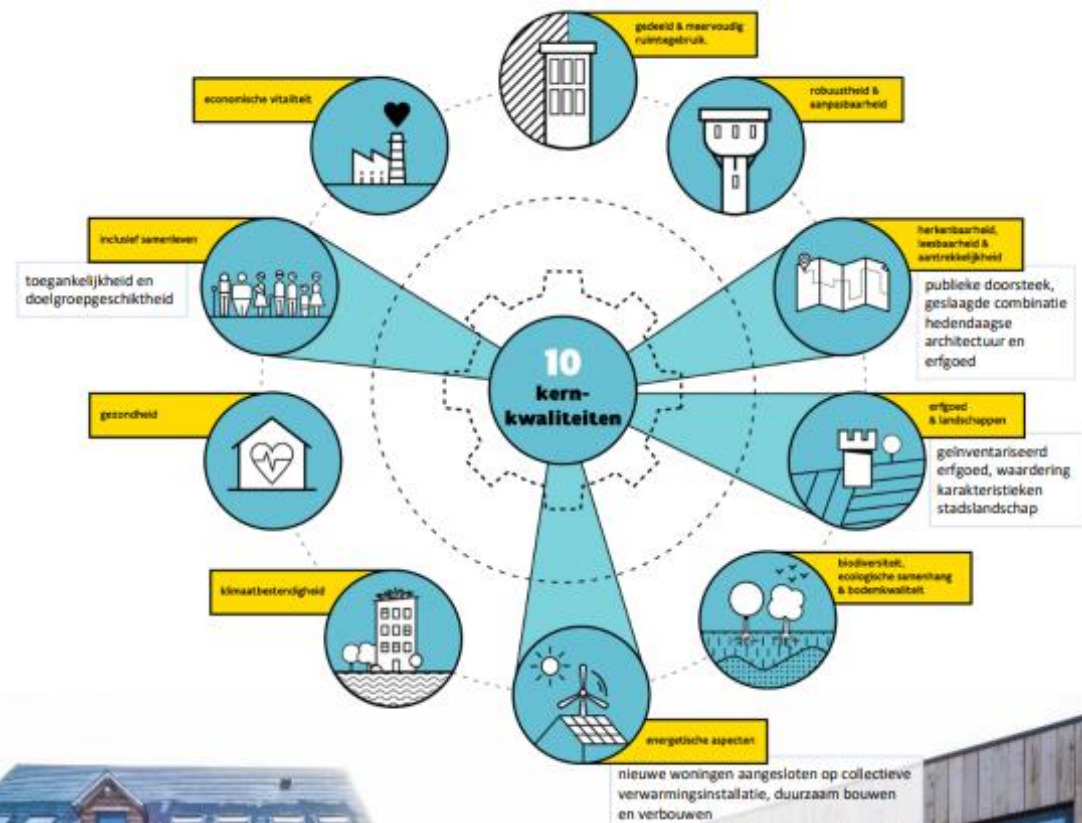 gedeeld & meervoudig
ruimtegebruik.
economische vitaliteit
robuustheid &
aanpasbaarheid
inclusief samenleven
toegankelijkheid en
doelgroepgeschiktheid
herkenbaarheid,
leesbaarheid &
aantrekkelijkheid
publieke doorsteek,
geslaagde combinatie
hedendaagse
architectuur en
erfgoed
10
kern-
kwaliteiten
gezondheid
erfgoed
& landschappen
geïnventariseerd
erfgoed, waardering
karakteristieken
stadslandschap
klimaatbestendigheid
biodiversiteit,
ecologische samenhang
& bodemkwaliteit
energetische aspecten
nieuwe woningen aangesloten op collectieve
verwarmingsinstallatie, duurzaam bouwen
en verbouwen